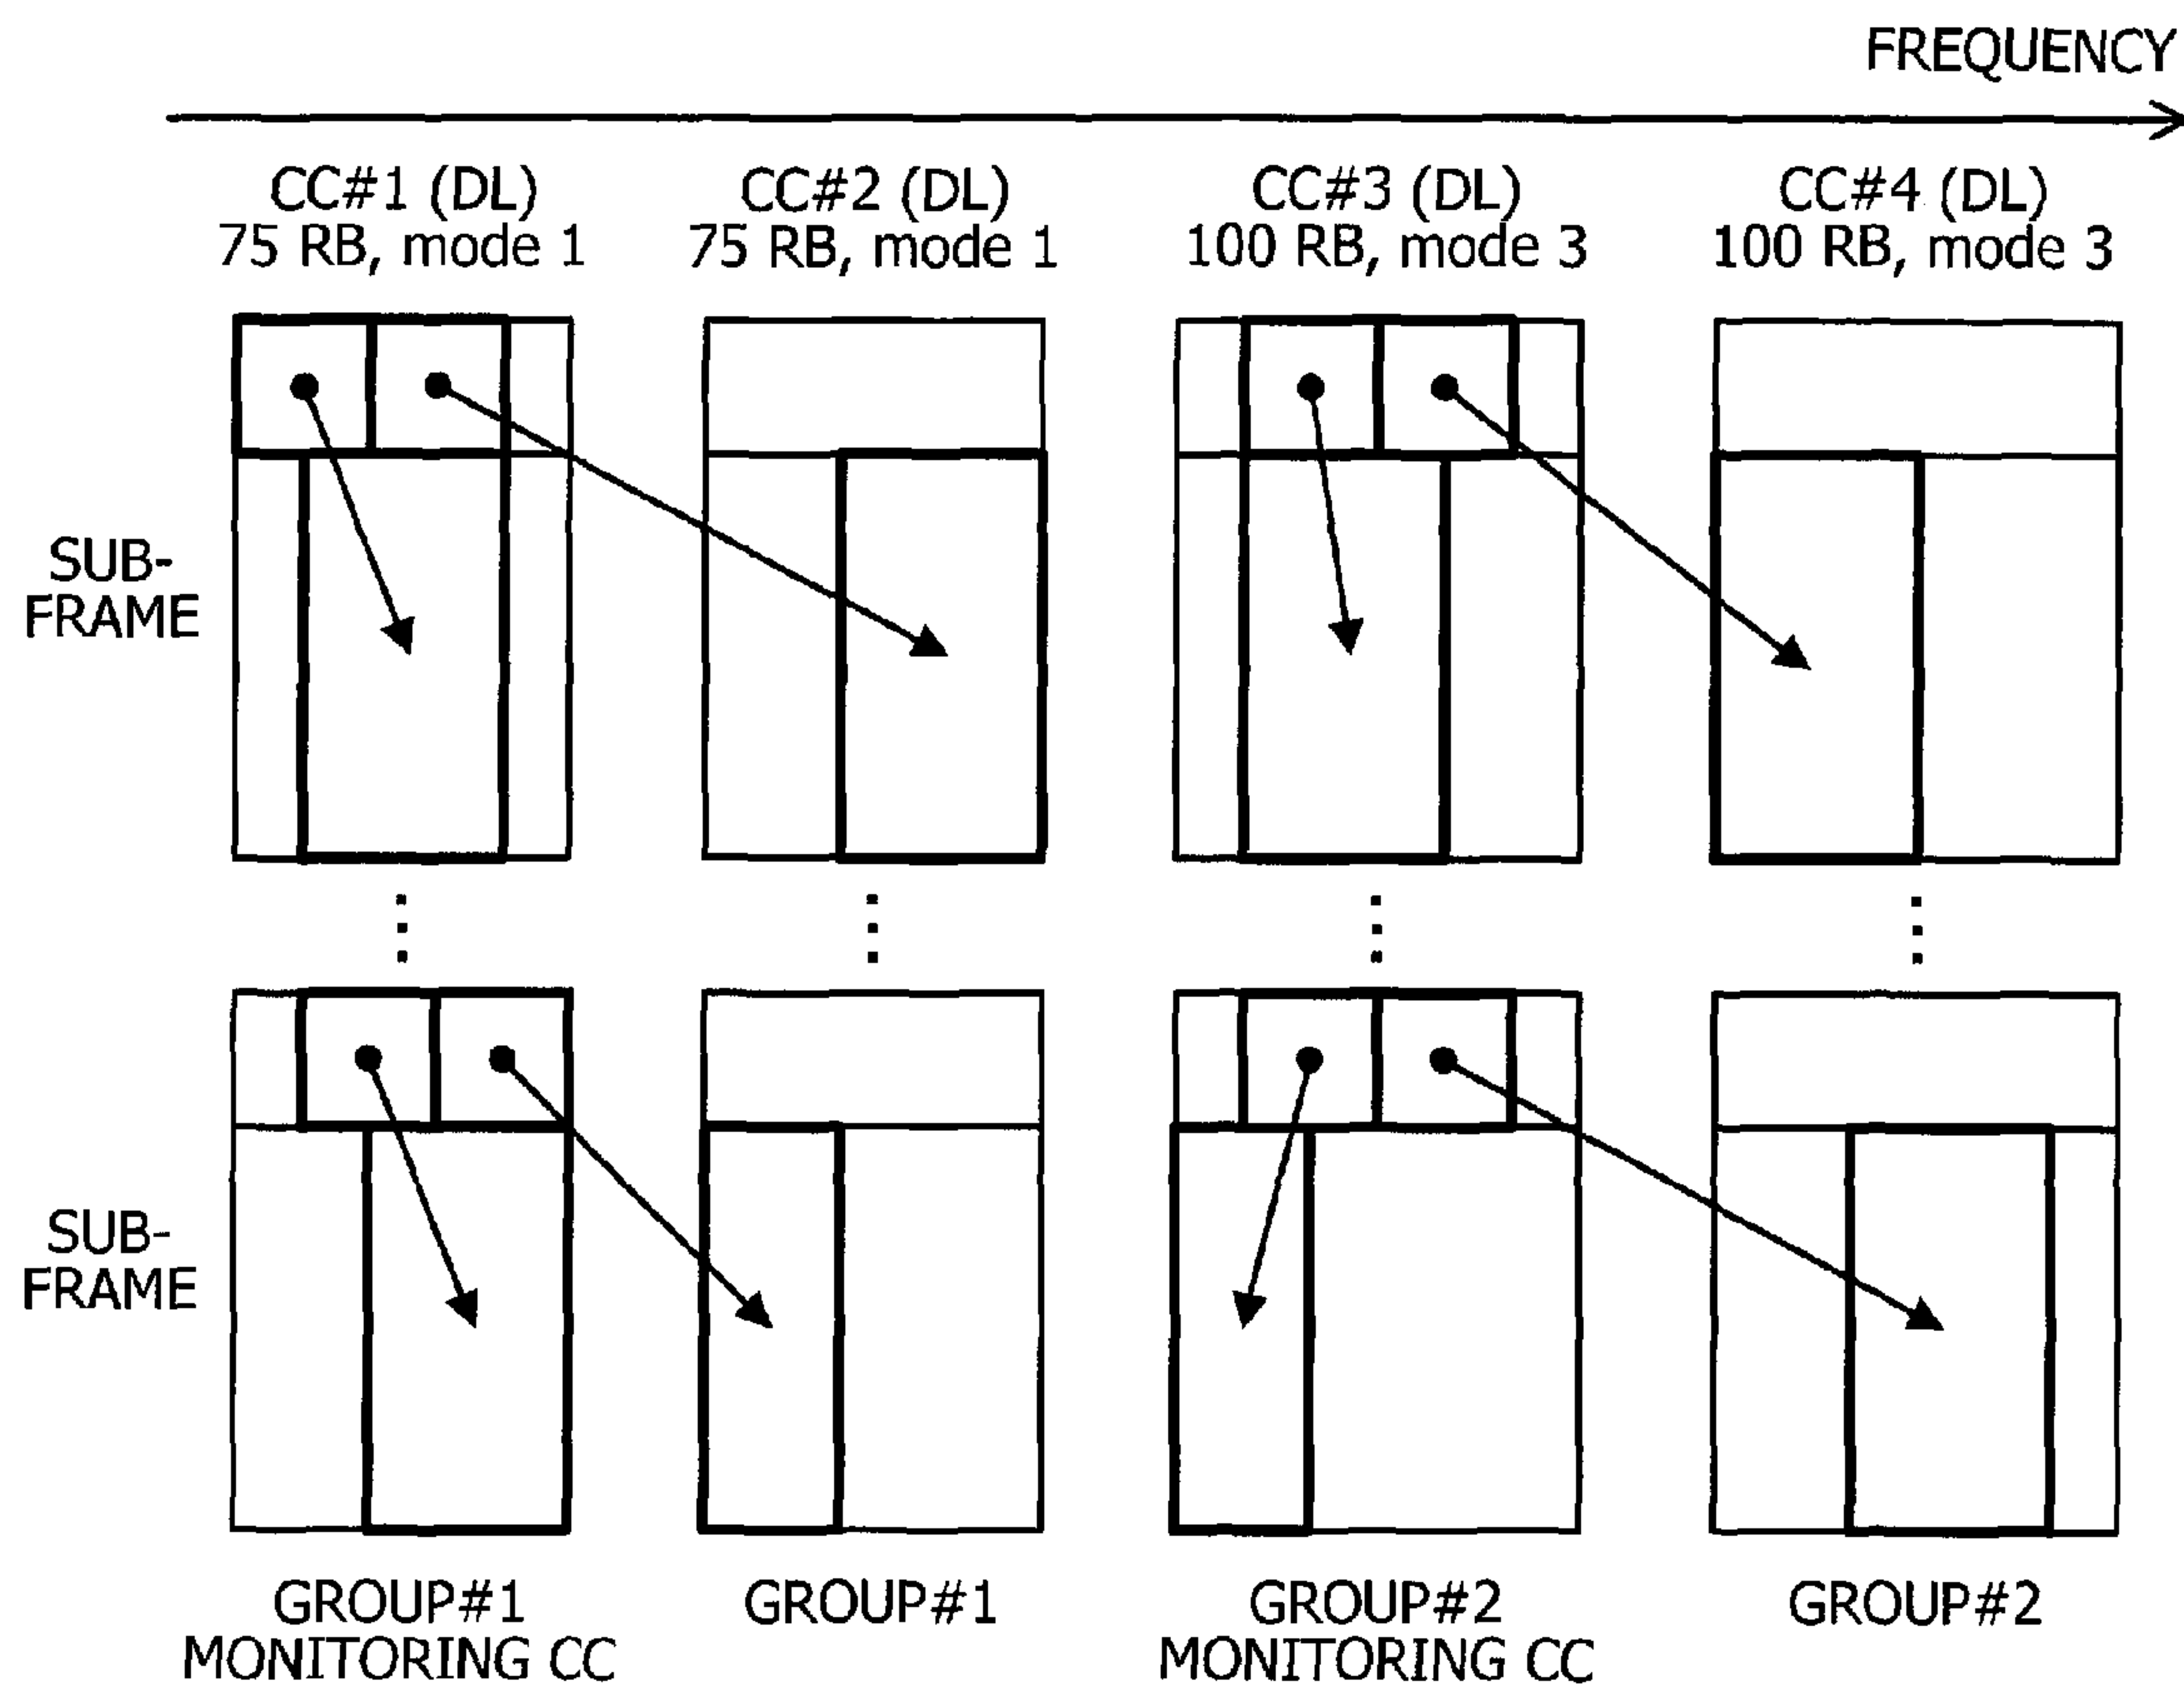 FREQUENCY
CC#1 (DL)
75 RB, mode 1
CC#2 (DL)
75 RB, mode 1
CC#3 (DL)
100 RB, mode 3
CC#4 (DL)
100 RB, mode 3
SUB-
FRAME
SUB-
FRAME
GROUP#1
MONITORING CC
GROUP#1
GROUP#2
MONITORING CC
GROUP#2